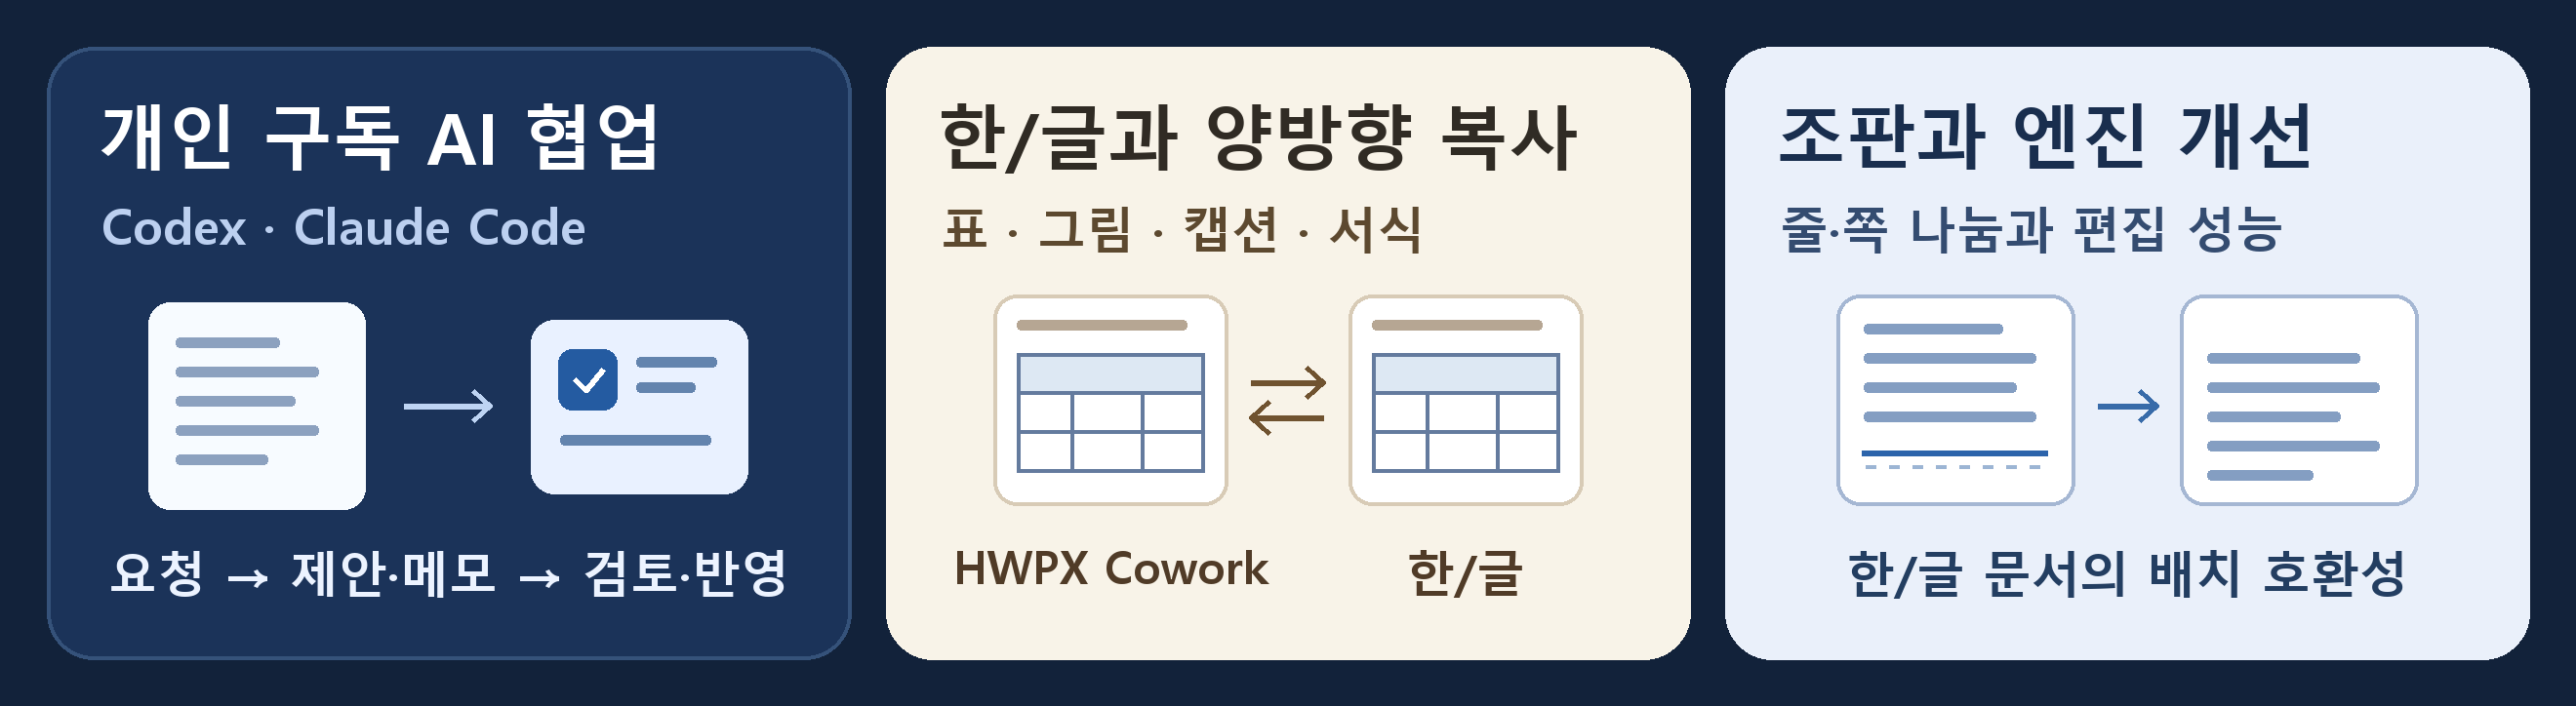 개인 구독 AI 협업
Codex · Claude Code
요청 → 제안·메모 → 검토·반영
한/글과 양방향 복사
표 · 그림 · 캡션 · 서식
HWPX Cowork
한/글
조판과 엔진 개선
줄·쪽 나눔과 편집 성능
한/글 문서의 배치 호환성